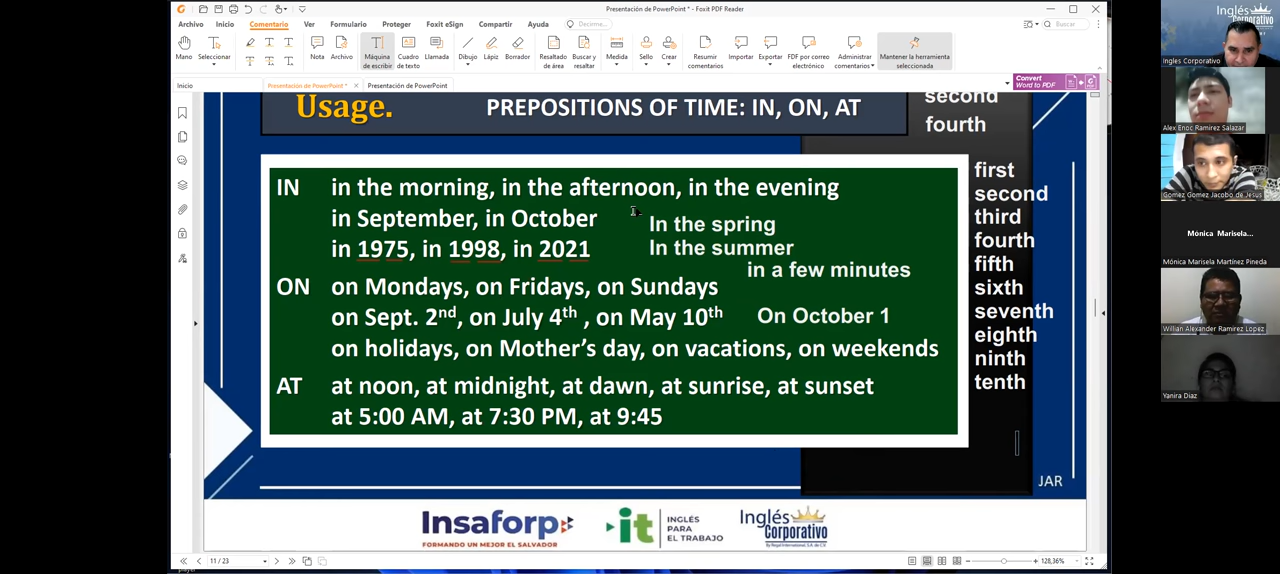 Presentación de PowerPoint * - Foxit PDF Reader
Archivo Inicio Comentario Ver Formulario Proteger Foxit eSign Compartir Ayuda Decirme... Buscar
Mano Seleccionar Nota Archivo Máquina de escribir Cuadro de texto Llamada Dibujo Lápiz Borrador Resaltado de área Buscar y resaltar Medida Sello Crear Resumir comentarios Importar Exportar PDF por correo electrónico Administrar comentarios Mantener la herramienta seleccionada
Inicio Presentación de PowerPoint * Presentación de PowerPoint Convert Word to PDF
Usage. PREPOSITIONS OF TIME: IN, ON, AT
second
fourth
IN in the morning, in the afternoon, in the evening
in September, in October
in 1975, in 1998, in 2021
In the spring
In the summer
in a few minutes
ON on Mondays, on Fridays, on Sundays
on Sept. 2nd, on July 4th , on May 10th On October 1
on holidays, on Mother's day, on vacations, on weekends
AT at noon, at midnight, at dawn, at sunrise, at sunset
at 5:00 AM, at 7:30 PM, at 9:45
first
second
third
fourth
fifth
sixth
seventh
eighth
ninth
tenth
JAR
Insaforp
FORMANDO UN MEJOR EL SALVADOR
it INGLÉS PARA EL TRABAJO
Inglés Corporativo
11 / 23
128,36%
Inglés Corporativo
Ingles Corporativo
Alex Enoc Ramirez Salazar
Gomez Gomez Jacobo de Jesus
Mónica Marisela...
Mónica Marisela Martínez Pineda
Willian Alexander Ramirez Lopez
Yanira Diaz